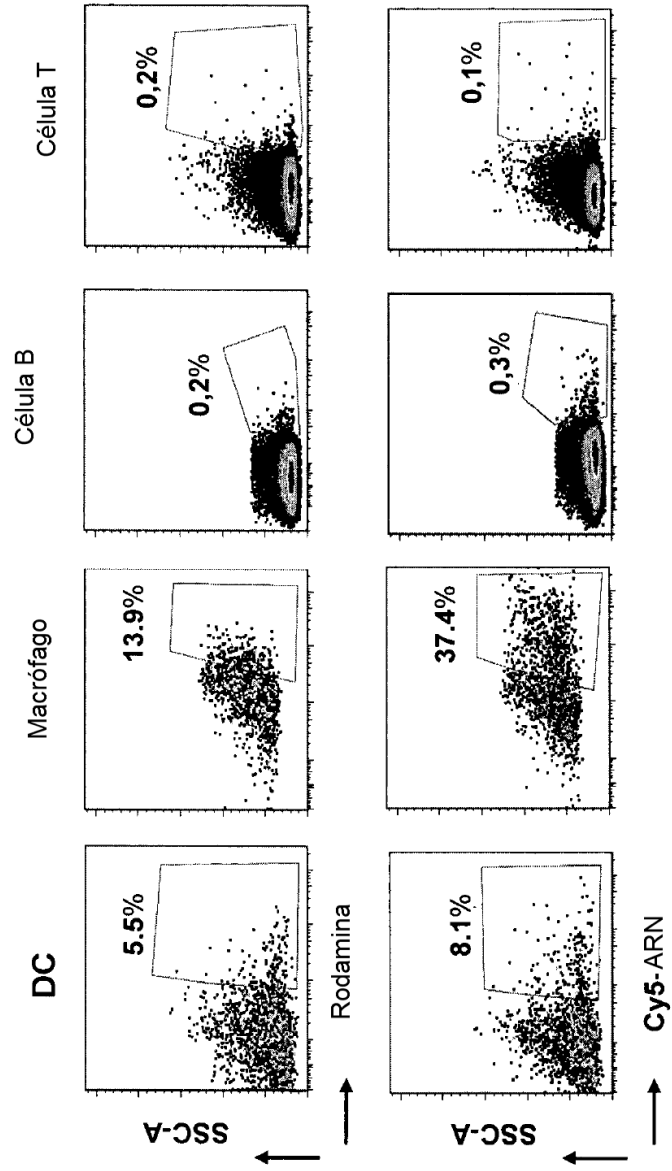 DC
Macrófago
Célula B
Célula T
5.5%
13.9%
0,2%
0,2%
SSC-A
Rodamina
8.1%
37.4%
0,3%
0,1%
SSC-A
Cy5-ARN